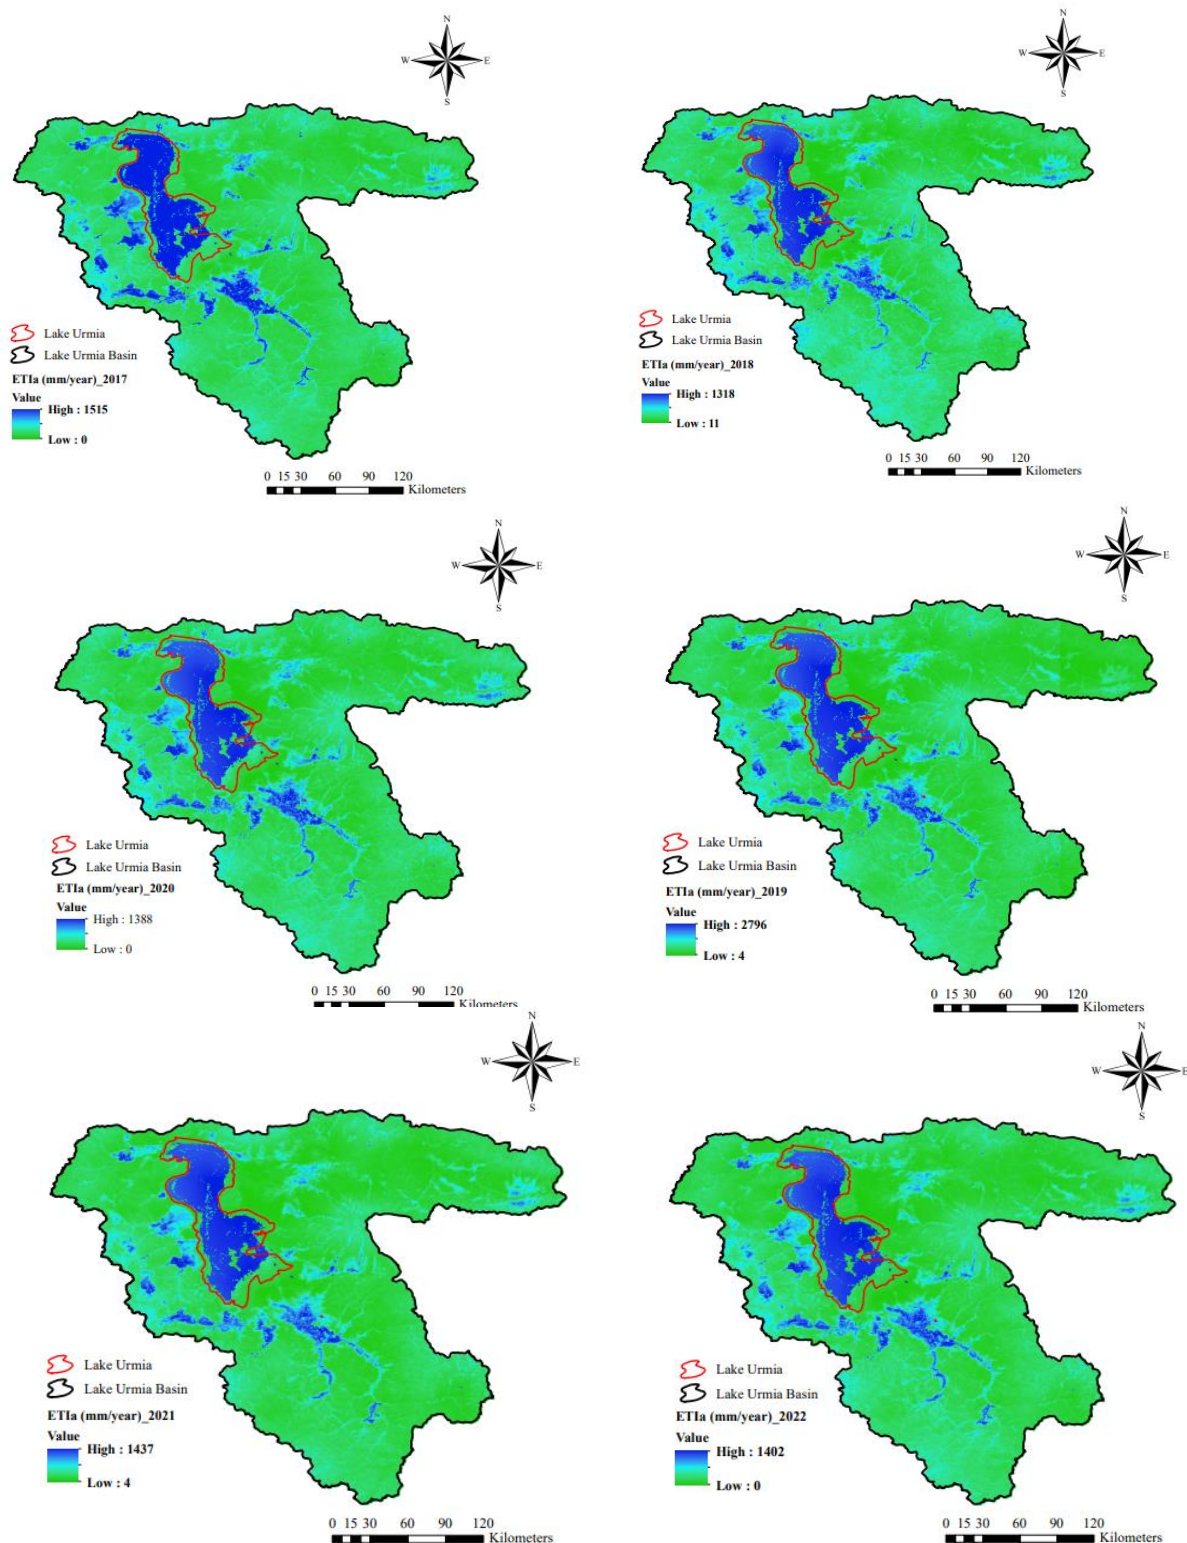 N
W E
S
Lake Urmia
Lake Urmia Basin
ETIa (mm/year)_2017
Value
High : 1515
Low : 0
0 15 30 60 90 120
Kilometers
N
W E
S
Lake Urmia
Lake Urmia Basin
ETIa (mm/year)_2018
Value
High : 1318
Low : 11
0 15 30 60 90 120
Kilometers
N
W E
S
Lake Urmia
Lake Urmia Basin
ETIa (mm/year)_2020
Value
High : 1388
Low : 0
0 15 30 60 90 120
Kilometers
N
W E
S
Lake Urmia
Lake Urmia Basin
ETIa (mm/year)_2019
Value
High : 2796
Low : 4
0 15 30 60 90 120
Kilometers
N
W E
S
Lake Urmia
Lake Urmia Basin
ETIa (mm/year)_2021
Value
High : 1437
Low : 4
0 15 30 60 90 120
Kilometers
N
W E
S
Lake Urmia
Lake Urmia Basin
ETIa (mm/year)_2022
Value
High : 1402
Low : 0
0 15 30 60 90 120
Kilometers